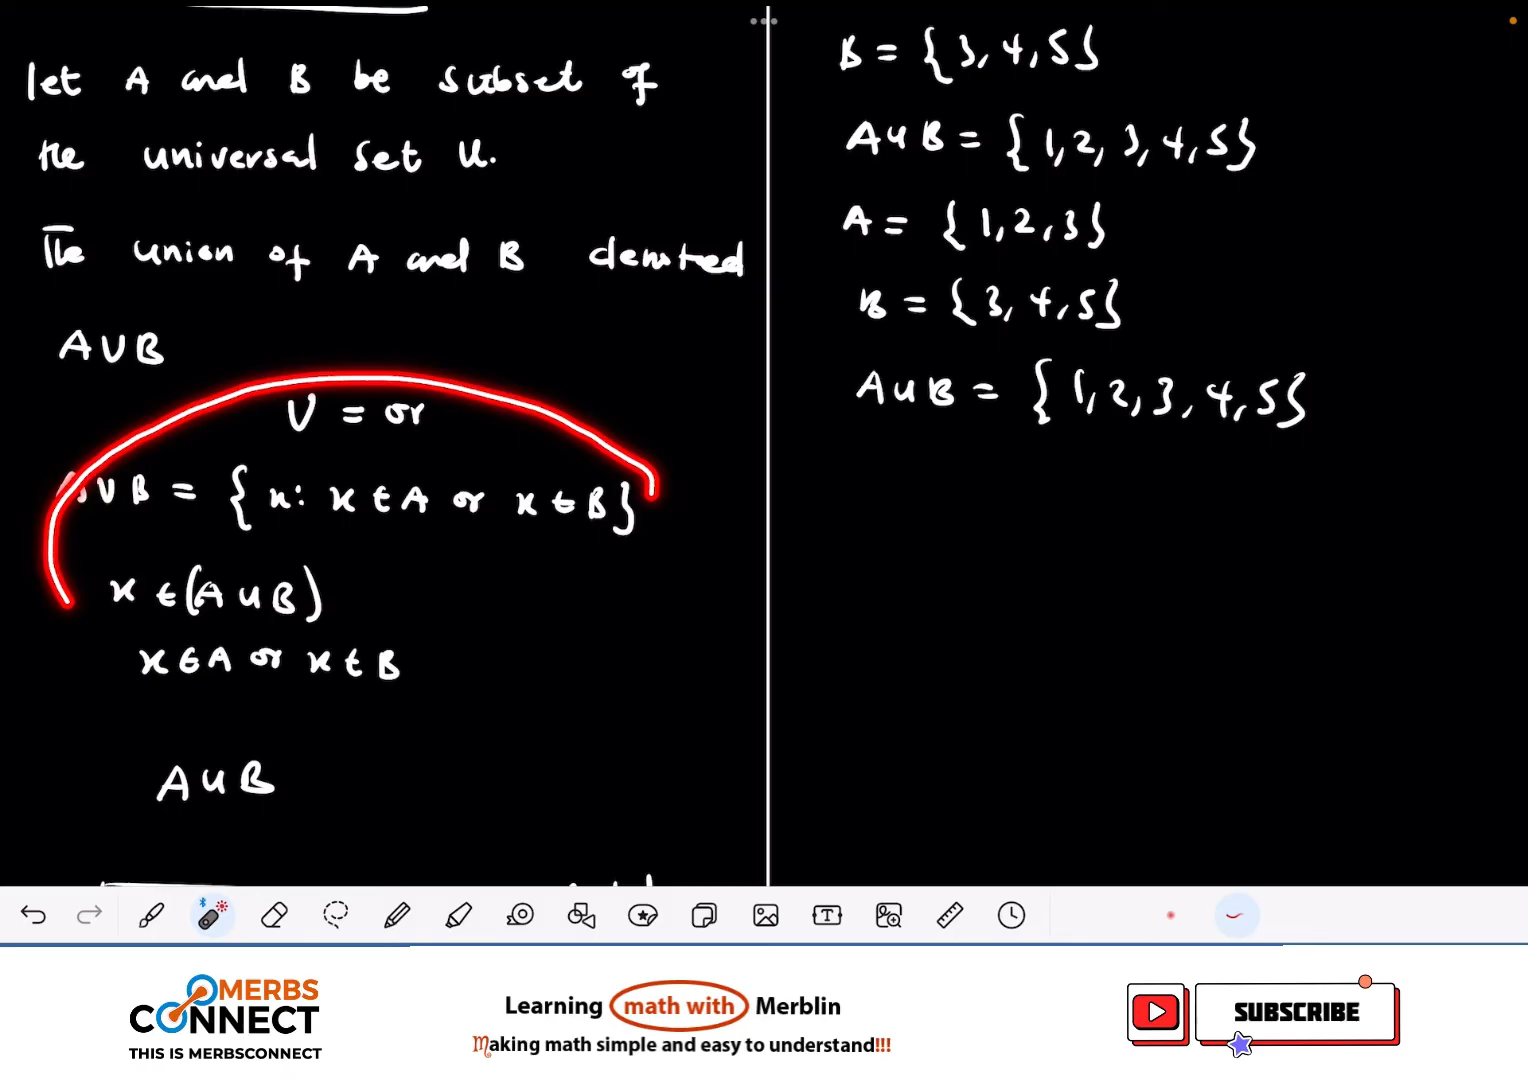 let A and B be subset of
the universal set U.
The union of A and B denoted
A∪B
∪ = or
A∪B = {x: x∈A or x∈B}
x ∈(A∪B)
x∈A or x∈B
A∪B
B = {3,4,5}
A∪B = {1,2,3,4,5}
A = {1,2,3}
B = {3,4,5}
A∪B = {1,2,3,4,5}
MERBS
CONNECT
THIS IS MERBSCONNECT
Learning math with Merblin
Making math simple and easy to understand!!!
SUBSCRIBE